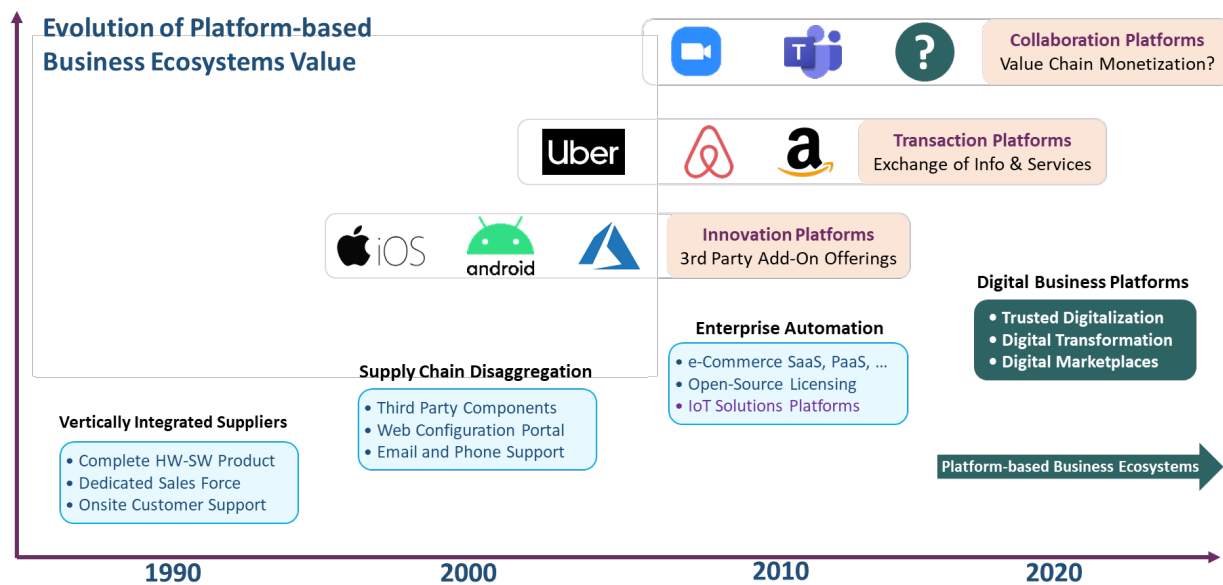 Evolution of Platform-based
Business Ecosystems Value
Collaboration Platforms
Value Chain Monetization?
T
?
Uber
a
Transaction Platforms
Exchange of Info & Services
iOS
android
Innovation Platforms
3rd Party Add-On Offerings
Digital Business Platforms
• Trusted Digitalization
• Digital Transformation
• Digital Marketplaces
Enterprise Automation
• e-Commerce SaaS, PaaS, ...
• Open-Source Licensing
• IoT Solutions Platforms
Supply Chain Disaggregation
• Third Party Components
• Web Configuration Portal
• Email and Phone Support
Vertically Integrated Suppliers
• Complete HW-SW Product
• Dedicated Sales Force
• Onsite Customer Support
Platform-based Business Ecosystems
1990
2000
2010
2020